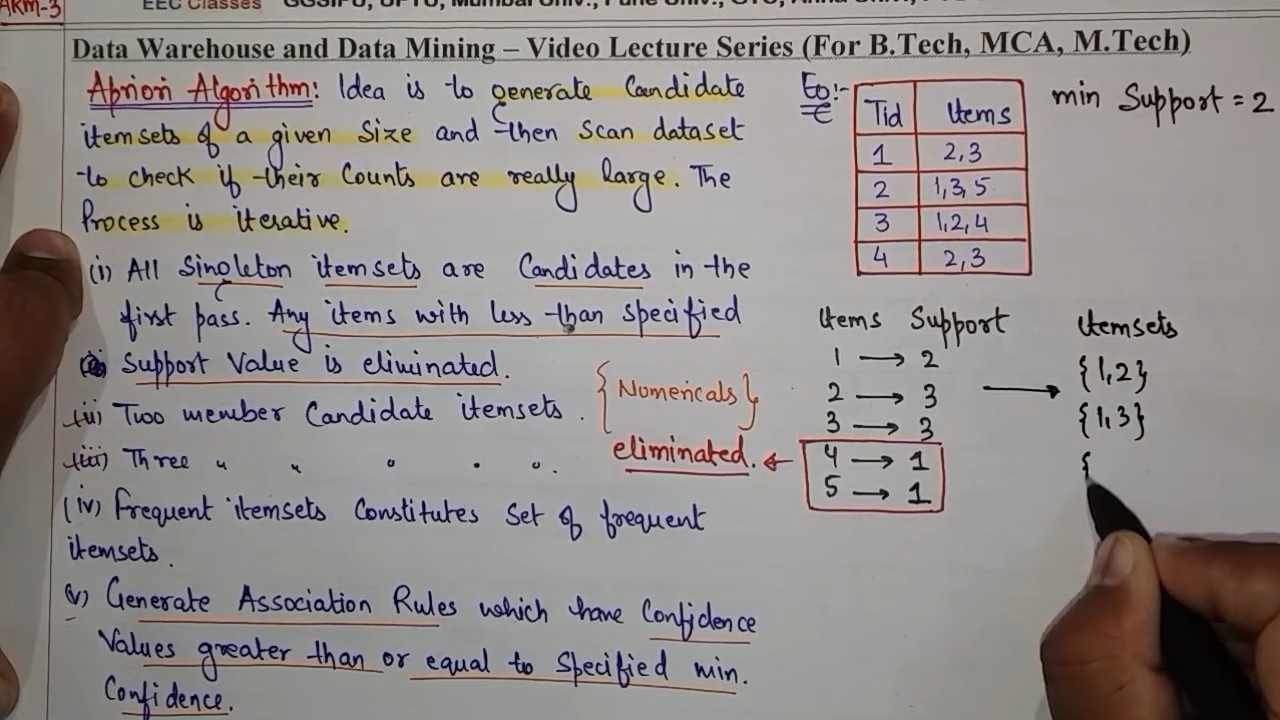 ARM-3
EEC Classes
Data Warehouse and Data Mining – Video Lecture Series (For B.Tech, MCA, M.Tech)
Apriori Algorithm: Idea is to generate Candidate
itemsets of a given Size and then scan dataset
to check if their Counts are really large. The
Process is iterative.
(i) All Singleton itemsets are Candidates in the
first pass. Any items with less than specified
Support Value is eliminated.
(ii) Two member Candidate itemsets. {Numericals}
(iii) Three " " " " ".
(iv) Frequent itemsets Constitutes Set of frequent
itemsets.
(v) Generate Association Rules which have Confidence
Values greater than or equal to Specified min.
Confidence.
Eg:-
Tid Items
1 2,3
2 1,3,5
3 1,2,4
4 2,3
min Support = 2
Items Support
1 → 2
2 → 3
3 → 3
4 → 1
5 → 1
eliminated. ←
→
Itemsets
{1,2}
{1,3}
{